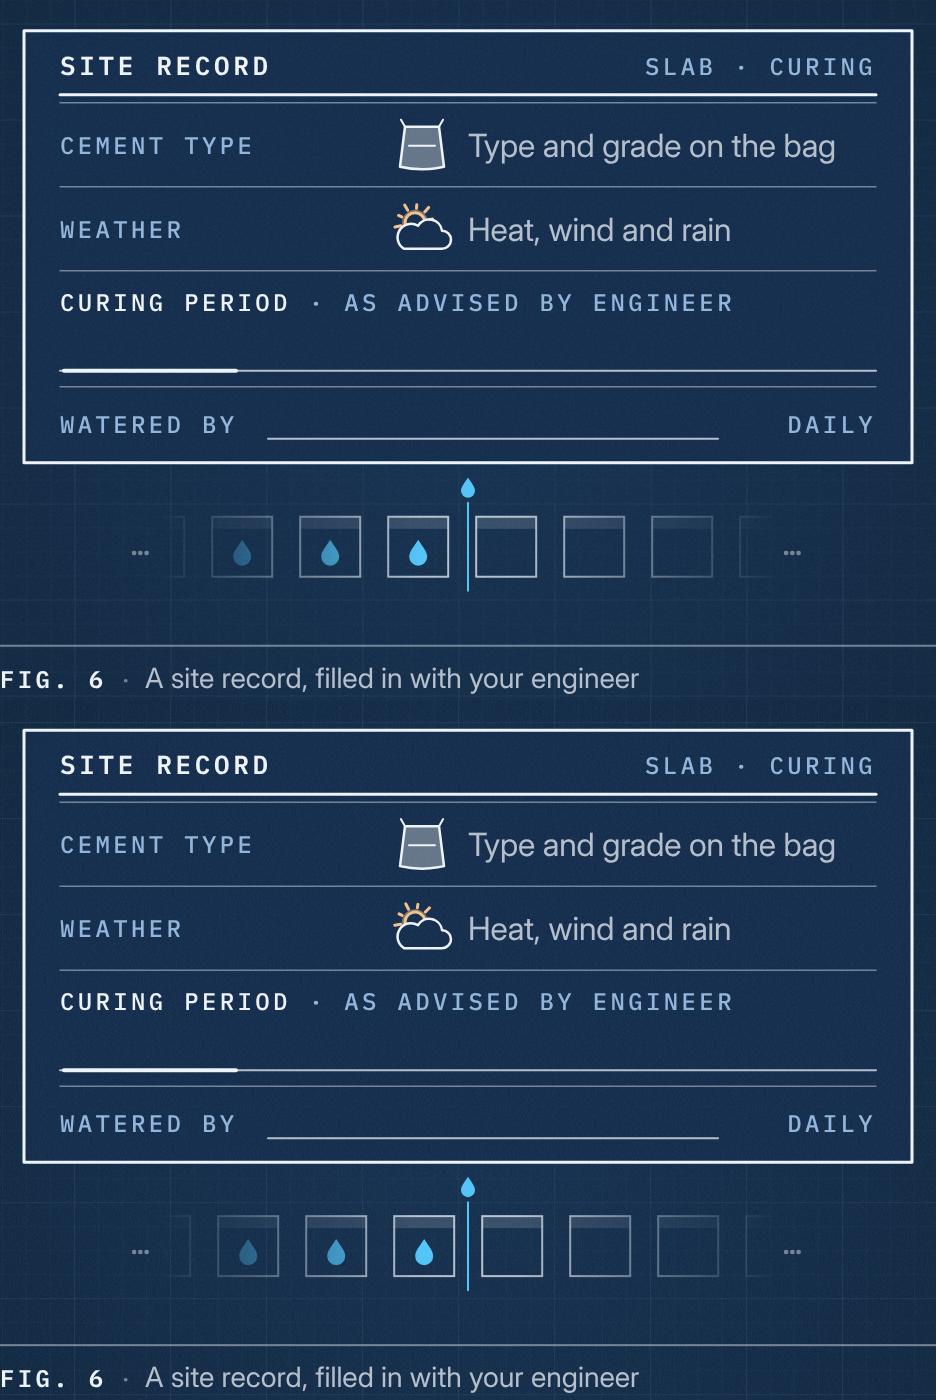 SITE RECORD SLAB · CURING
CEMENT TYPE Type and grade on the bag
WEATHER Heat, wind and rain
CURING PERIOD · AS ADVISED BY ENGINEER
WATERED BY DAILY
... ...
FIG. 6 · A site record, filled in with your engineer
SITE RECORD SLAB · CURING
CEMENT TYPE Type and grade on the bag
WEATHER Heat, wind and rain
CURING PERIOD · AS ADVISED BY ENGINEER
WATERED BY DAILY
... ...
FIG. 6 · A site record, filled in with your engineer